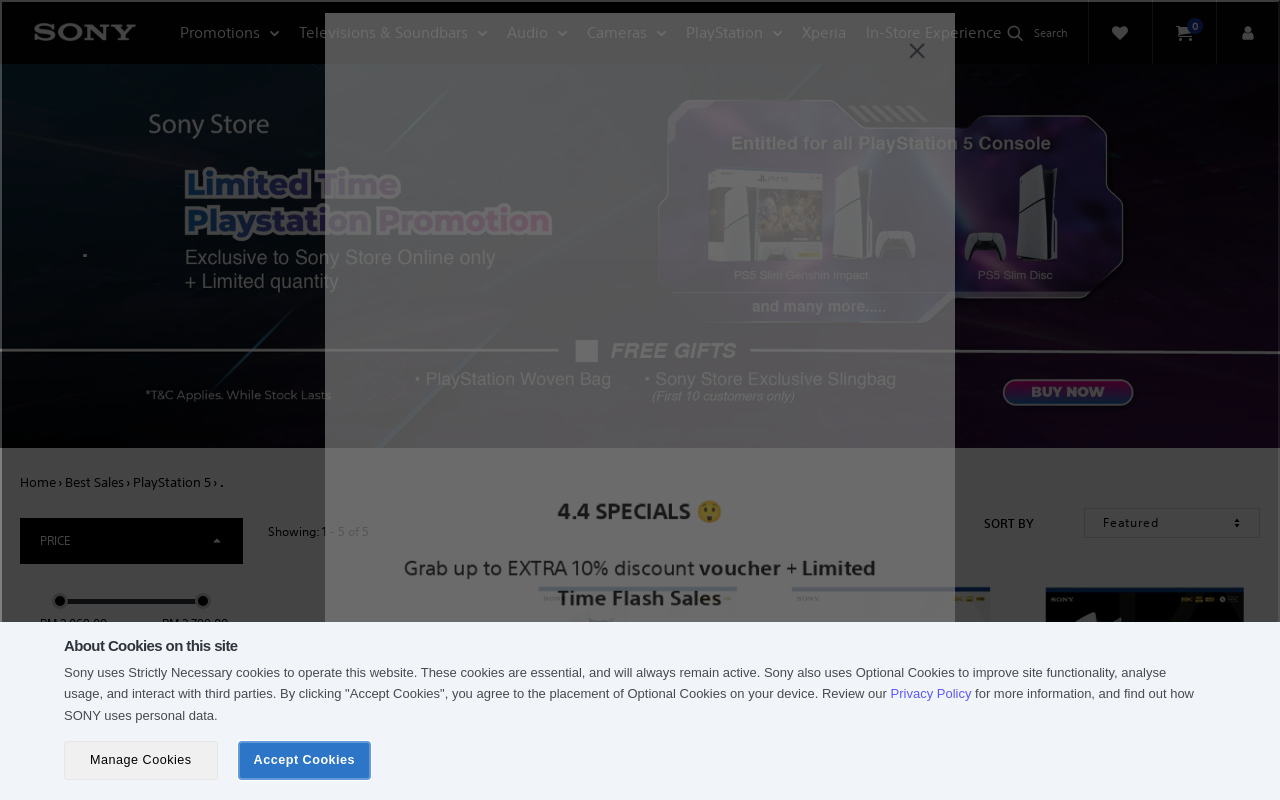 SONY
Promotions
Televisions & Soundbars
Audio
Cameras
PlayStation
Xperia
In-Store Experience
Search
0
Sony Store
Limited Time
Playstation Promotion
Exclusive to Sony Store Online only
+ Limited quantity
Entitled for all PlayStation 5 Console
PS5 Slim Genshin Impact
PS5 Slim Disc
and many more.....
FREE GIFTS
• PlayStation Woven Bag
• Sony Store Exclusive Slingbag
(First 10 customers only)
*T&C Applies. While Stock Lasts
BUY NOW
Home › Best Sales › PlayStation 5 › .
PRICE
Showing: 1 - 5 of 5
SORT BY
Featured
4.4 SPECIALS 😲
Grab up to EXTRA 10% discount voucher + Limited
Time Flash Sales
SONY
About Cookies on this site
Sony uses Strictly Necessary cookies to operate this website. These cookies are essential, and will always remain active. Sony also uses Optional Cookies to improve site functionality, analyse
usage, and interact with third parties. By clicking "Accept Cookies", you agree to the placement of Optional Cookies on your device. Review our Privacy Policy for more information, and find out how
SONY uses personal data.
Manage Cookies
Accept Cookies